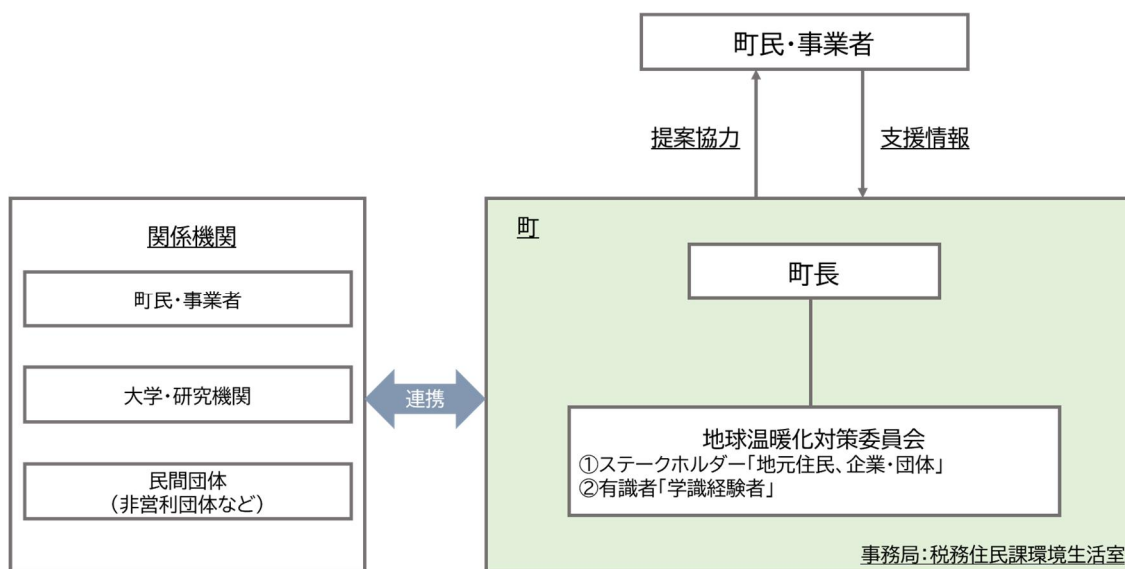 町民・事業者
提案協力
支援情報
関係機関
町民・事業者
大学・研究機関
民間団体
（非営利団体など）
連携
町
町長
地球温暖化対策委員会
①ステークホルダー「地元住民、企業・団体」
②有識者「学識経験者」
事務局：税務住民課環境生活室